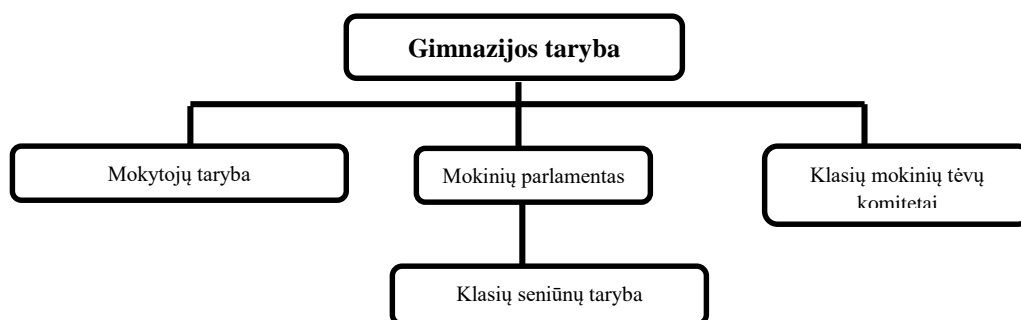 Gimnazijos taryba
Mokytojų taryba
Mokinių parlamentas
Klasių mokinių tėvų
komitetai
Klasių seniūnų taryba